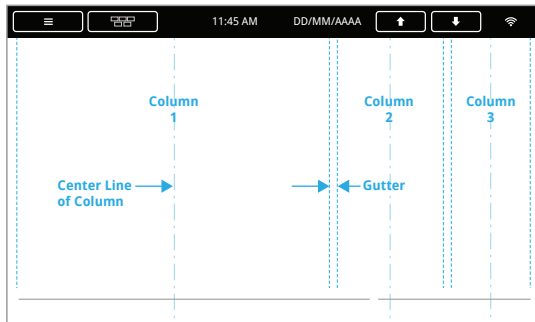 11:45 AM
DD/MM/AAAA
Column
1
Column
2
Column
3
Center Line
of Column
Gutter